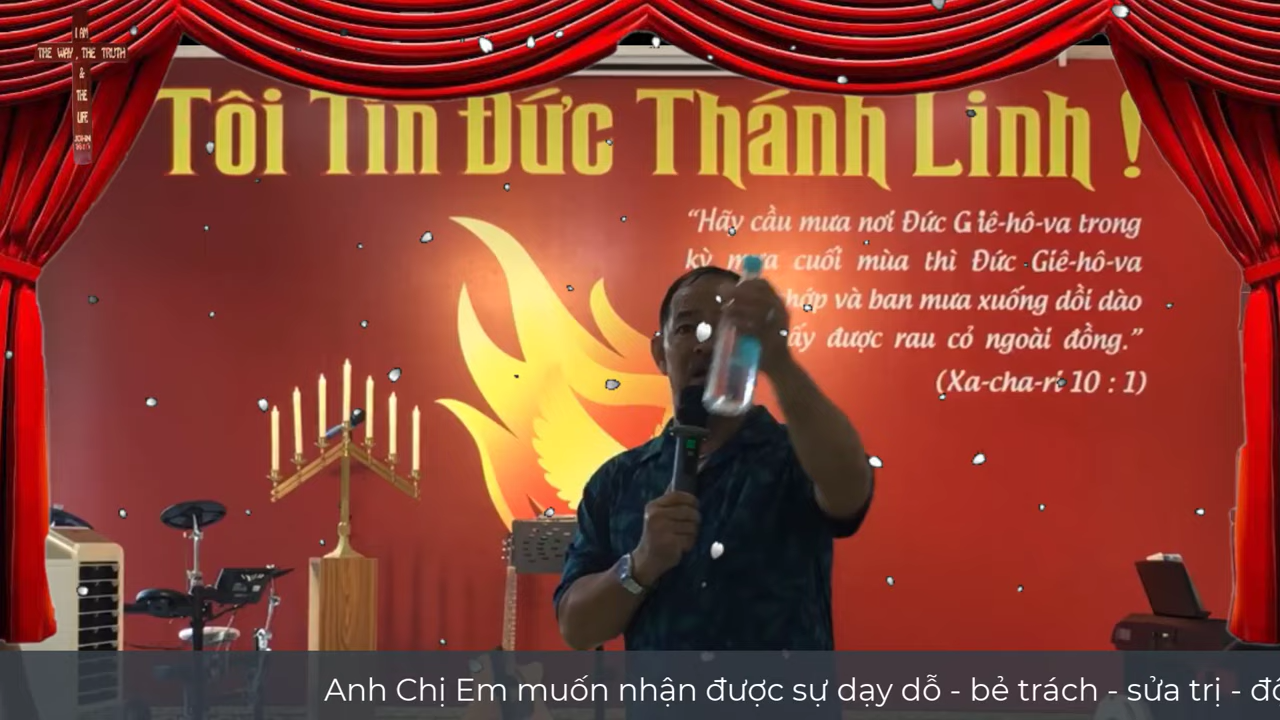 I AM
THE WAY, THE TRUTH
&
THE
LIFE
Tôi Tin Đức Thánh Linh !
“Hãy cầu mưa nơi Đức Giê-hô-va trong
kỳ mưa cuối mùa thì Đức Giê-hô-va
và ban mưa xuống dồi dào
được rau cỏ ngoài đồng.”
(Xa-cha-ri 10 : 1)
Anh Chị Em muốn nhận được sự dạy dỗ - bẻ trách - sửa trị -